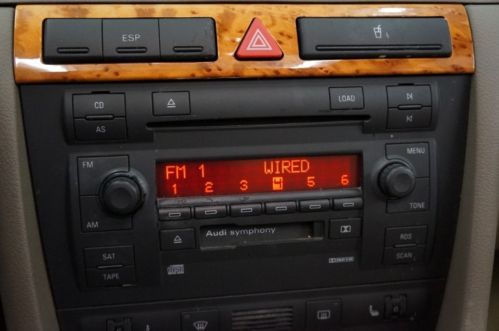 ESP
CD
LOAD
AS
FM
MENU
FM 1 WIRED
1 2 3 4 5 6
AM
TONE
Audi symphony
SAT
RDS
TAPE
SCAN